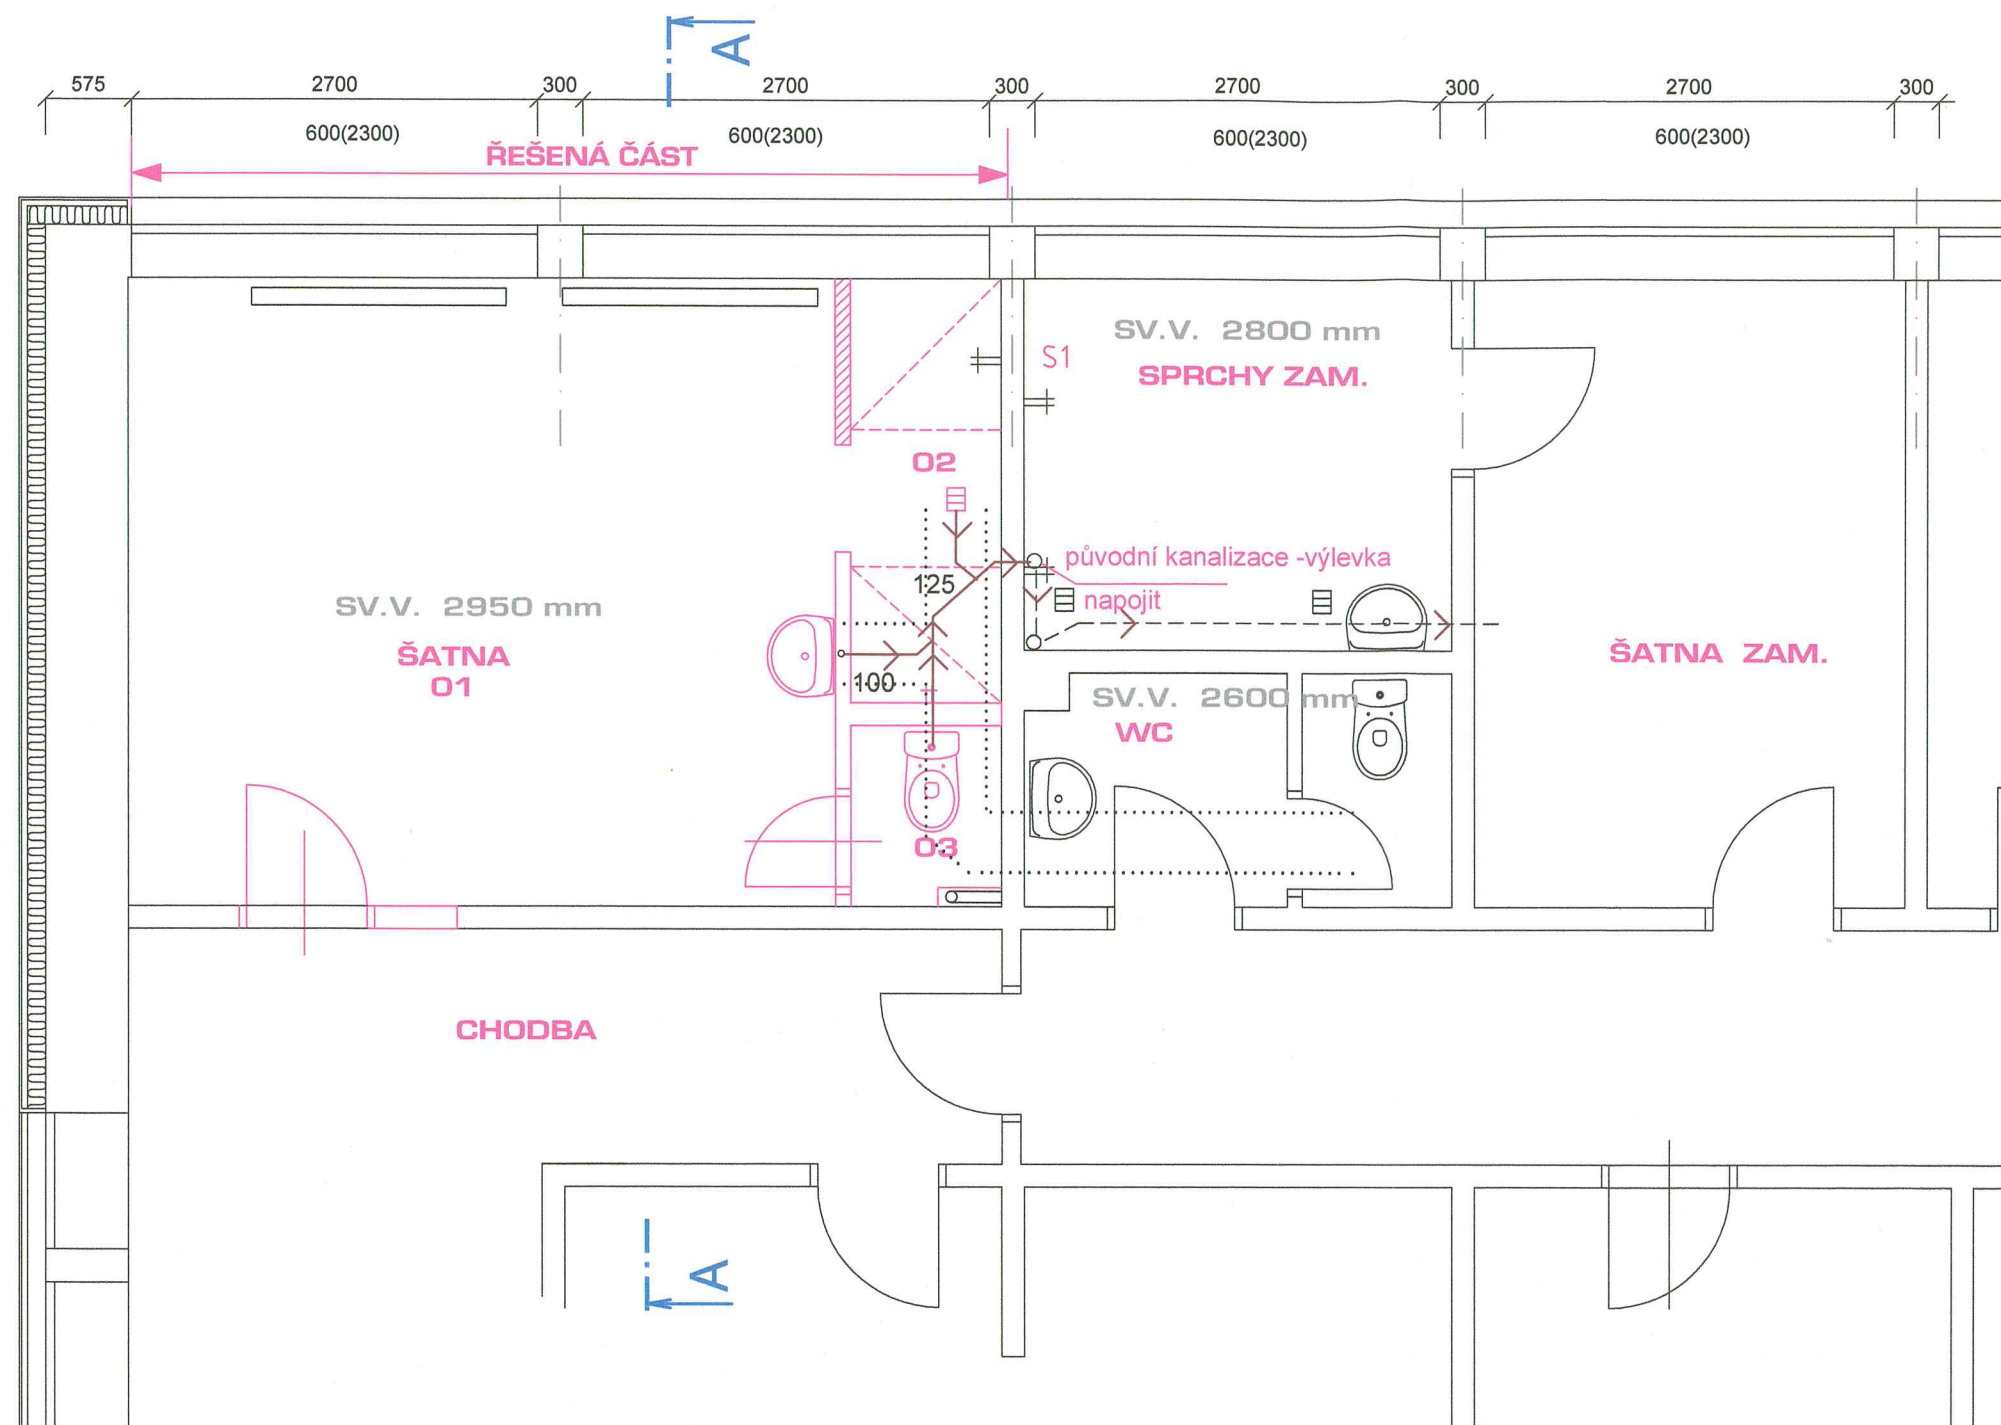 A
575 2700 300 2700 300 2700 300 2700 300
600(2300) 600(2300) 600(2300) 600(2300)
ŘEŠENÁ ČÁST
SV.V. 2800 mm
S1
SPRCHY ZAM.
02
původní kanalizace -výlevka
125
napojit
SV.V. 2950 mm
ŠATNA
01
ŠATNA ZAM.
100
SV.V. 2600 mm
WC
03
CHODBA
A